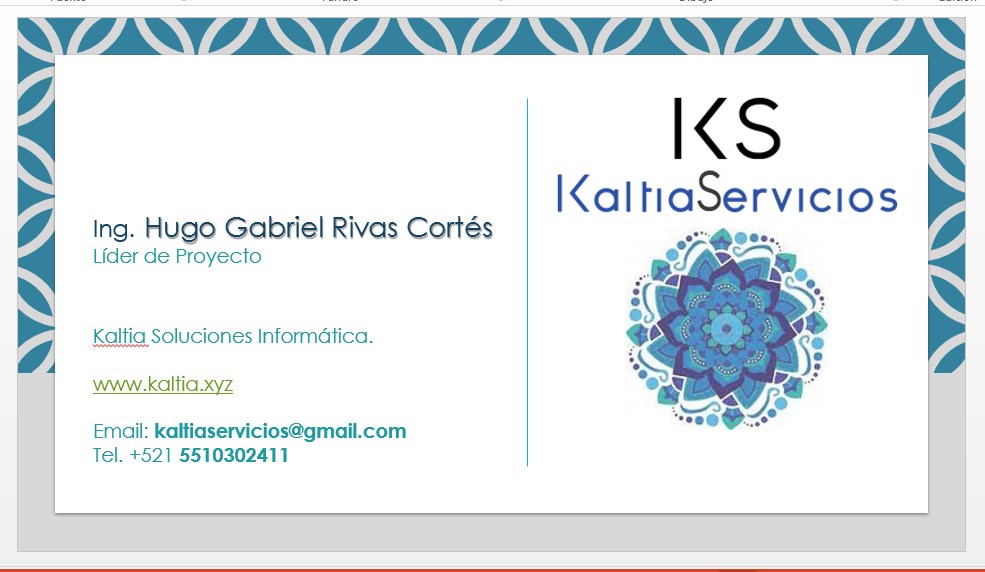 Ing. Hugo Gabriel Rivas Cortés
Líder de Proyecto
Kaltia Soluciones Informática.
www.kaltia.xyz
Email: kaltiaservicios@gmail.com
Tel. +521 5510302411
KS
KaltiaServicios